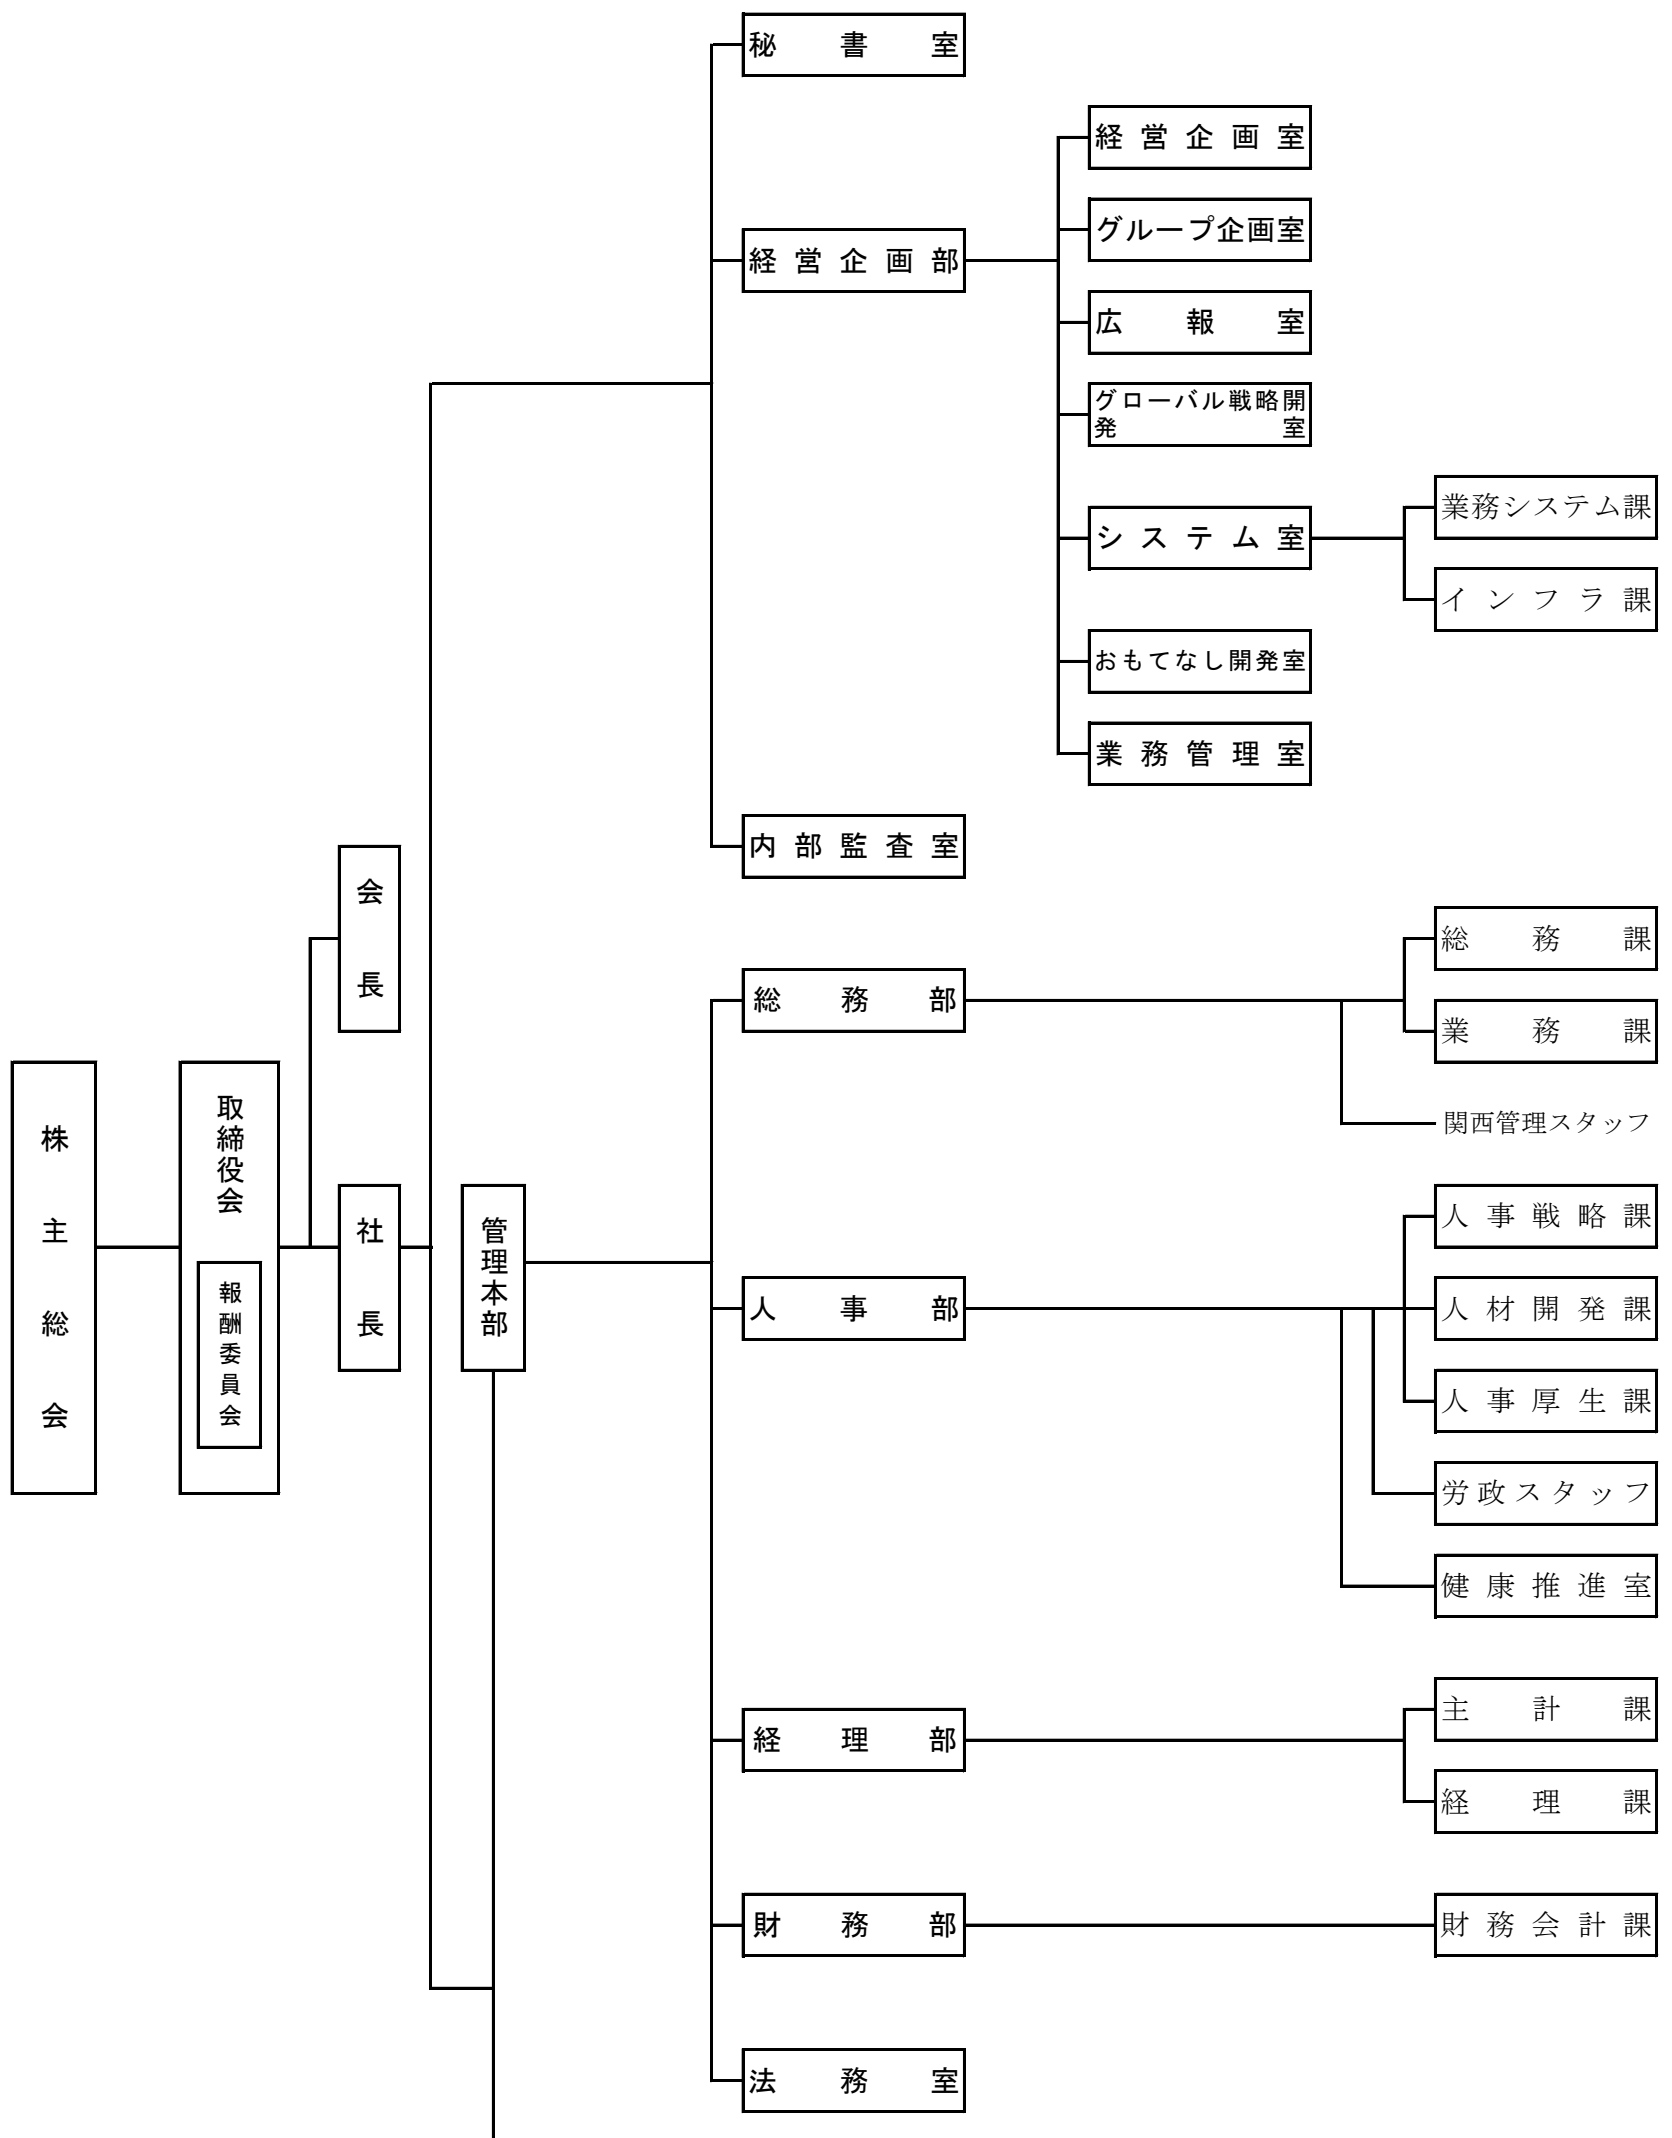 秘書室
経営企画室
グループ企画室
経営企画部
広報室
グローバル戦略開
発室
業務システム課
システム室
インフラ課
おもてなし開発室
業務管理室
内部監査室
会長
総務課
総務部
業務課
関西管理スタッフ
株主総会
取締役会
報酬委員会
社長
管理本部
人事戦略課
人事部
人材開発課
人事厚生課
労政スタッフ
健康推進室
主計課
経理部
経理課
財務部
財務会計課
法務室